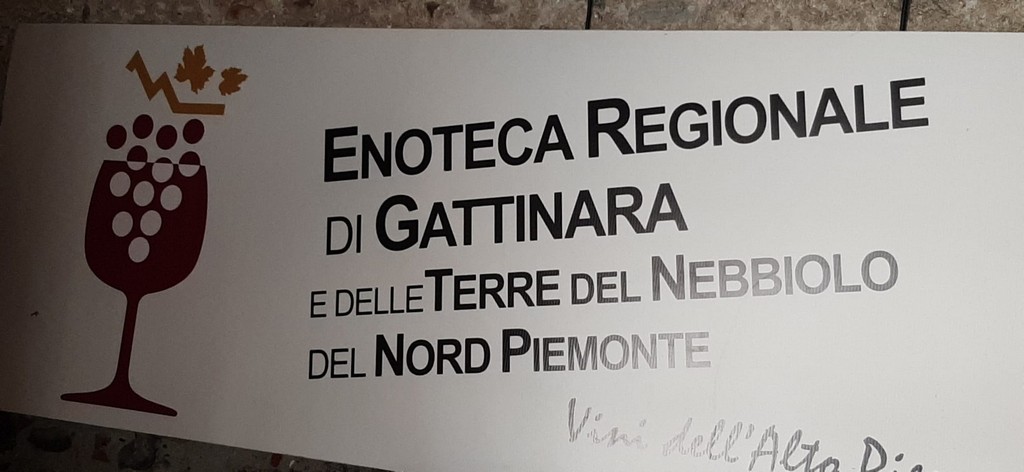 ENOTECA REGIONALE
DI GATTINARA
E DELLE TERRE DEL NEBBIOLO
DEL NORD PIEMONTE
Vini dell'Alto